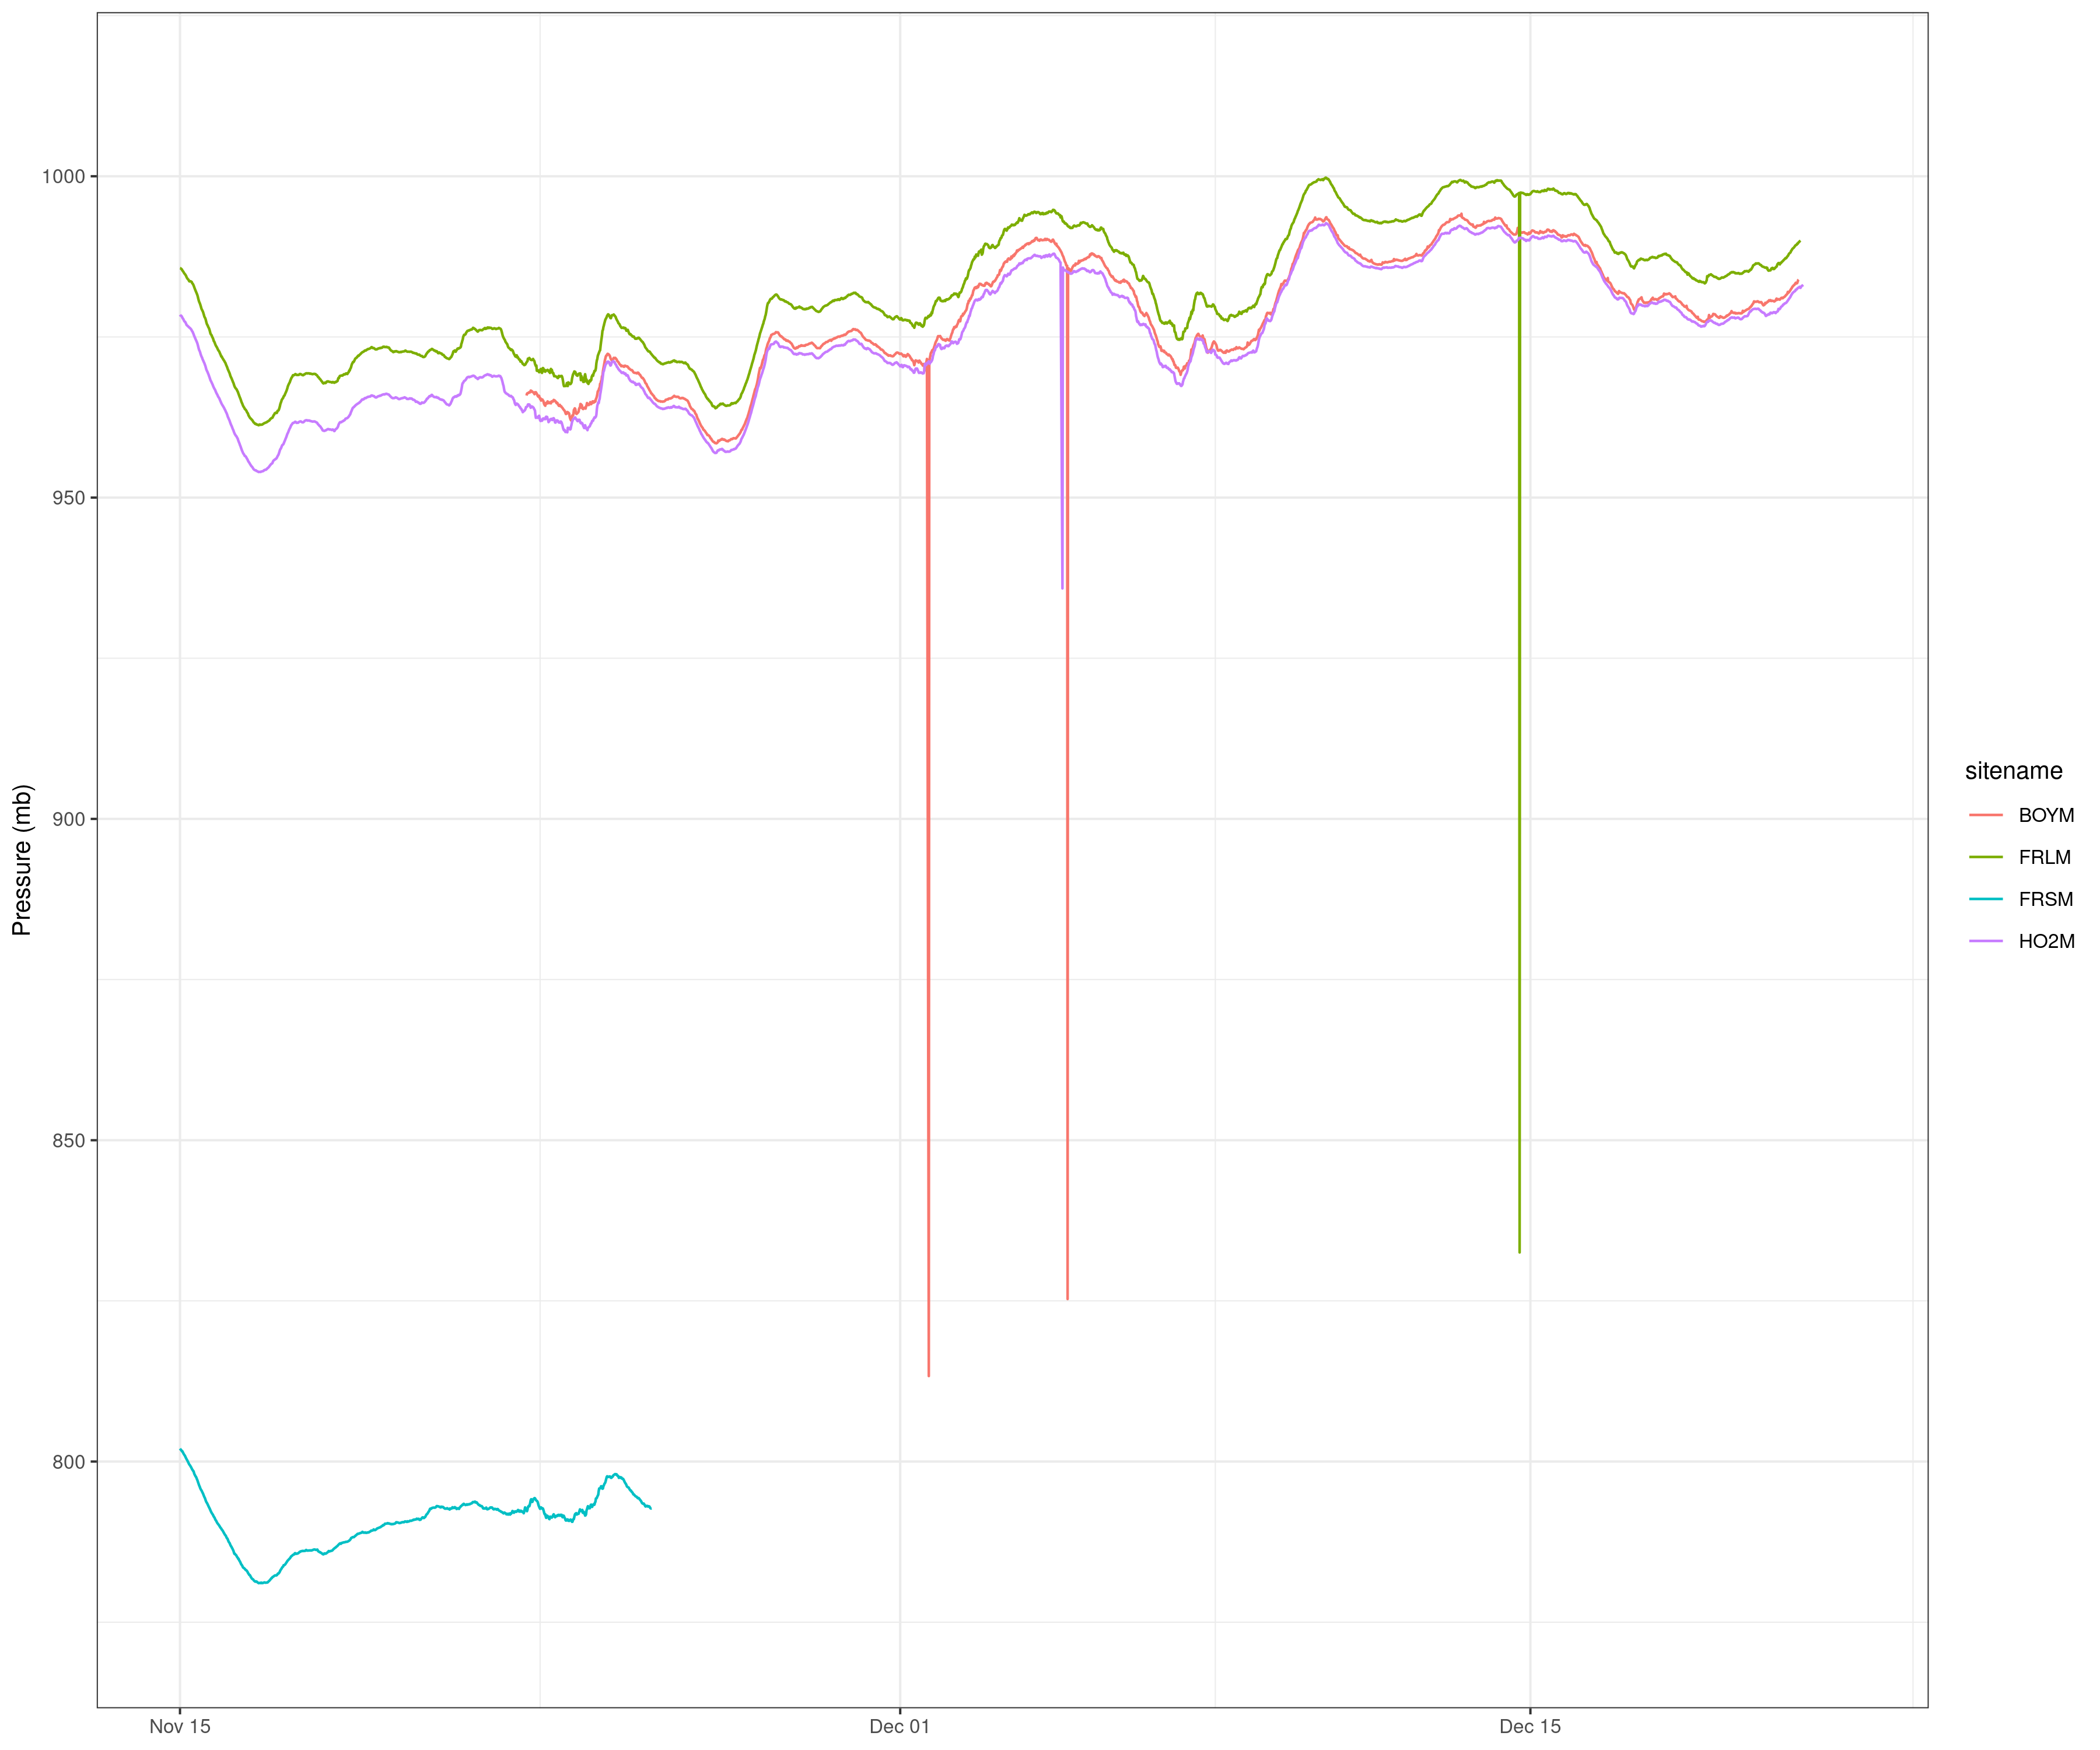 1000
950
900
850
800
Pressure (mb)
Nov 15
Dec 01
Dec 15
sitename
BOYM
FRLM
FRSM
HO2M